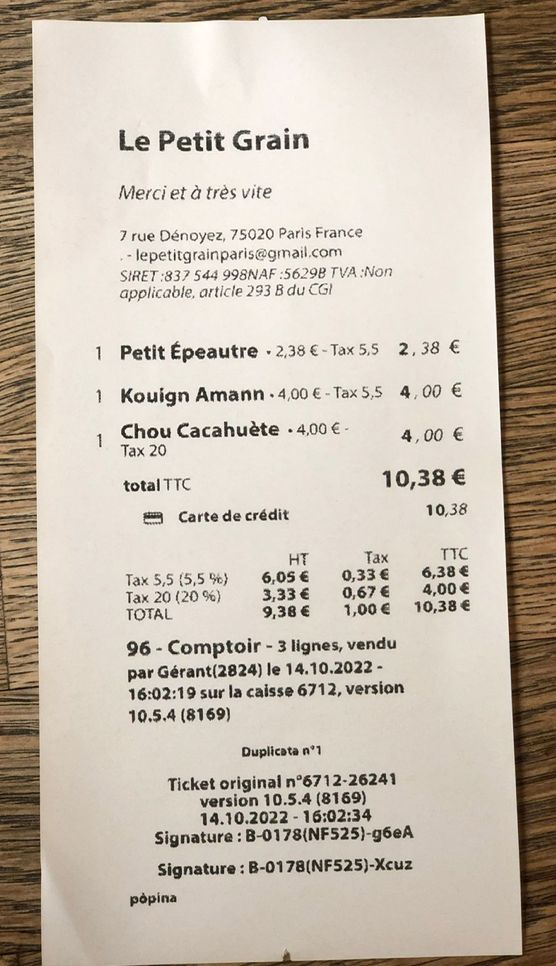 Le Petit Grain
Merci et à très vite
7 rue Dénoyez, 75020 Paris France
. - lepetitgrainparis@gmail.com
SIRET :837 544 998NAF :5629B TVA :Non
applicable, article 293 B du CGI
1 Petit Épeautre • 2,38 € - Tax 5,5 2,38 €
1 Kouign Amann • 4,00 € - Tax 5,5 4,00 €
1 Chou Cacahuète • 4,00 € - 4,00 €
Tax 20
total TTC 10,38 €
Carte de crédit 10,38
HT Tax TTC
Tax 5,5 (5,5 %) 6,05 € 0,33 € 6,38 €
Tax 20 (20 %) 3,33 € 0,67 € 4,00 €
TOTAL 9,38 € 1,00 € 10,38 €
96 - Comptoir - 3 lignes, vendu
par Gérant(2824) le 14.10.2022 -
16:02:19 sur la caisse 6712, version
10.5.4 (8169)
Duplicata n°1
Ticket original n°6712-26241
version 10.5.4 (8169)
14.10.2022 - 16:02:34
Signature : B-0178(NF525)-g6eA
Signature : B-0178(NF525)-Xcuz
pòpina